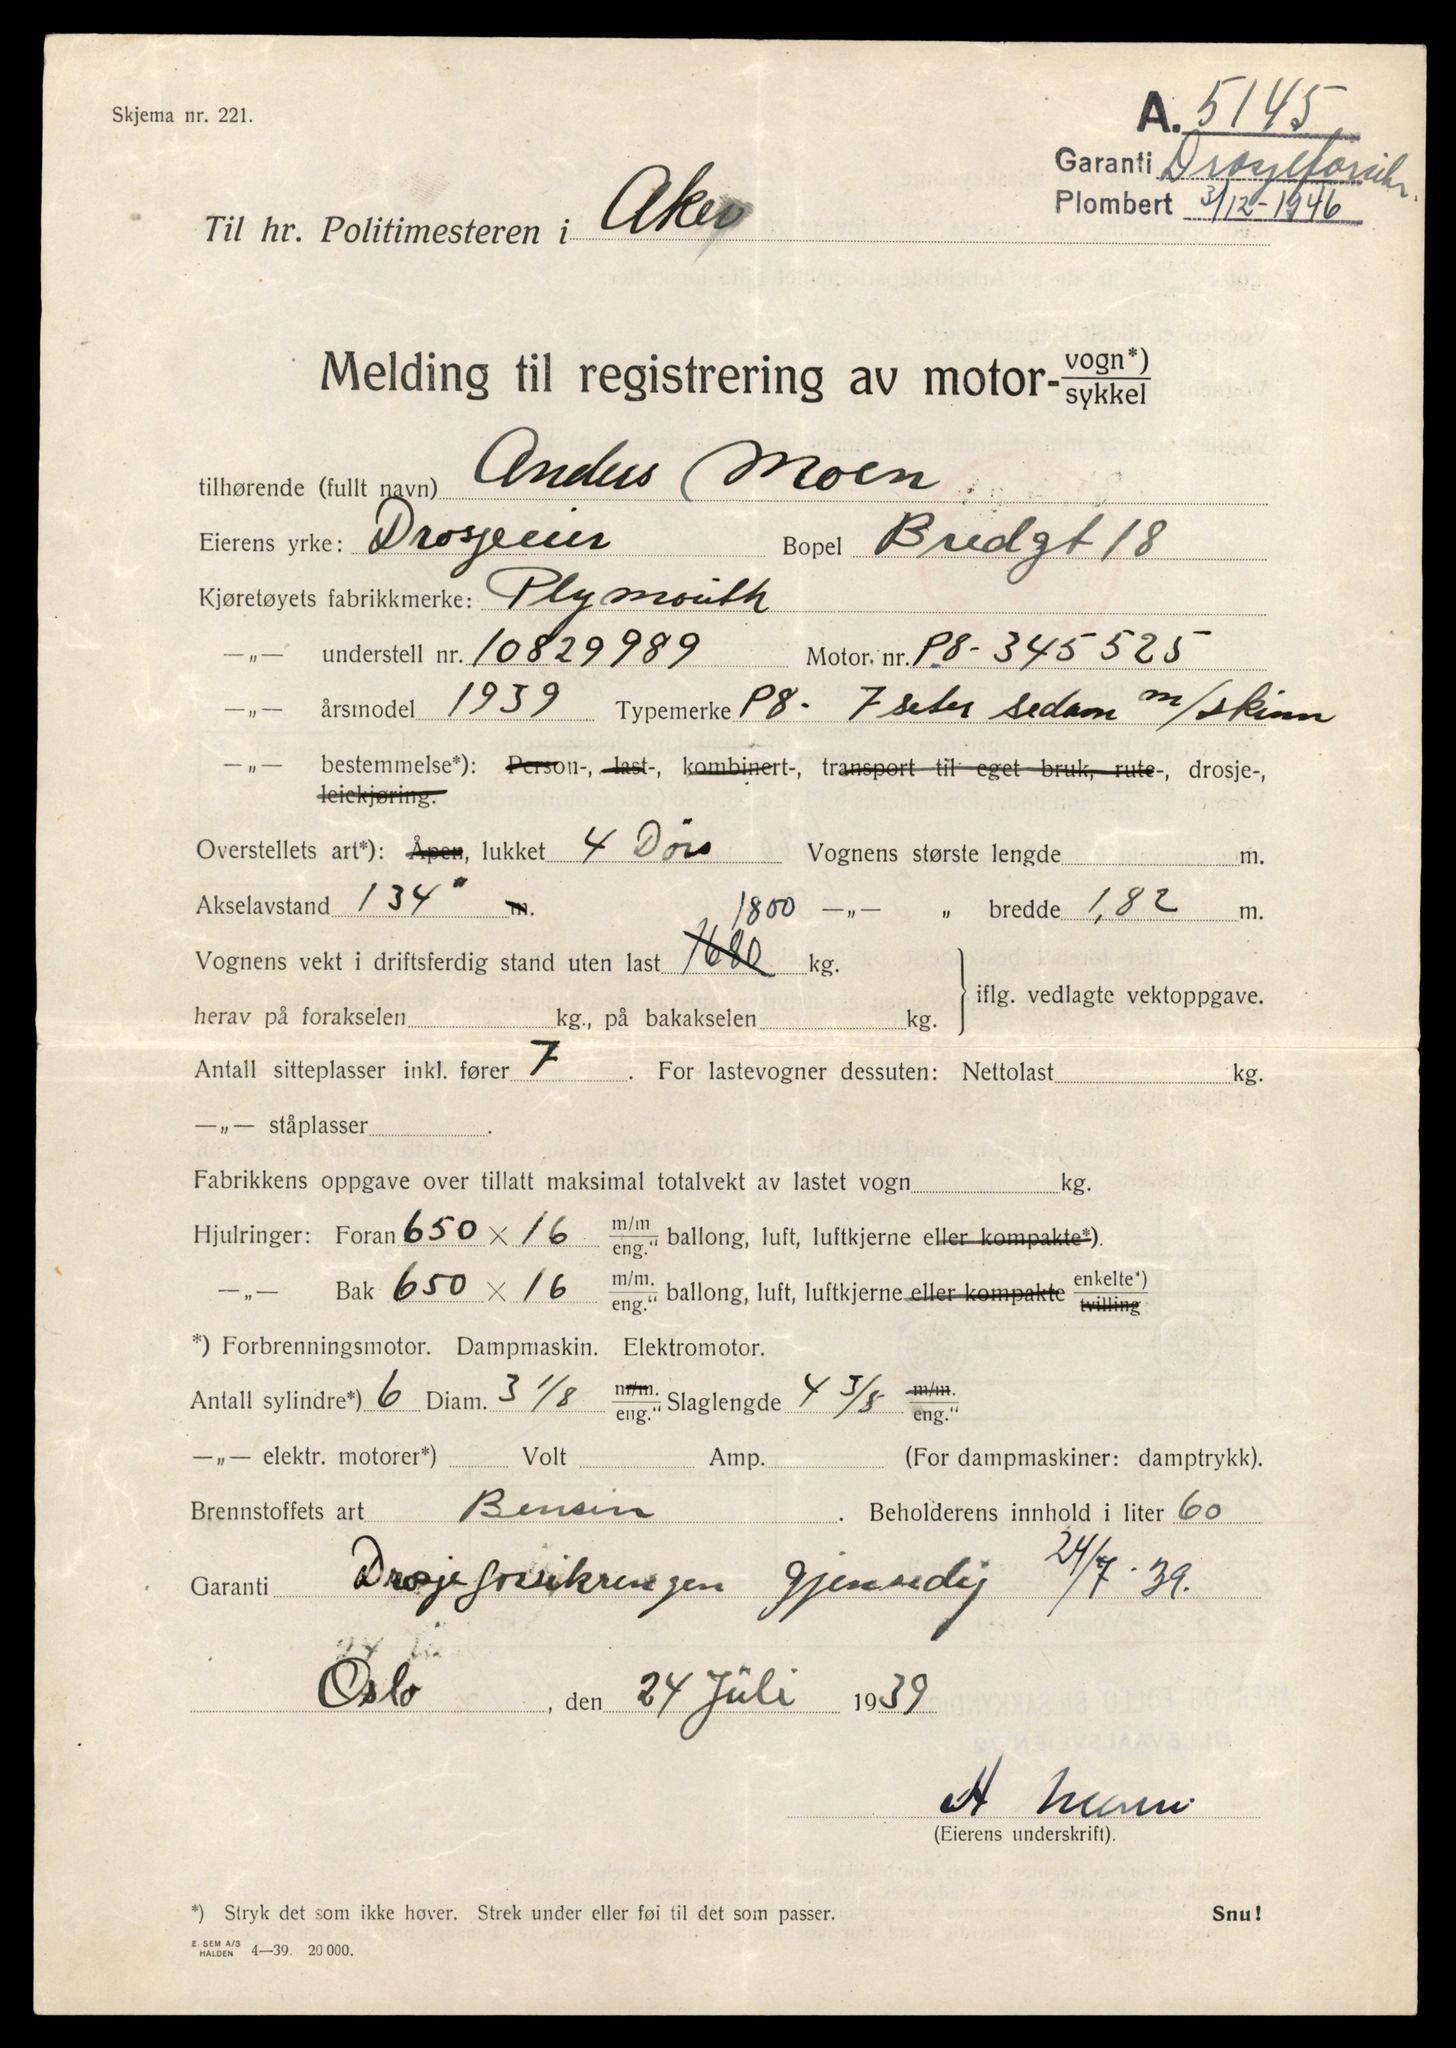 Skjema nr. 221.
A. 5145
Garanti Drosjeforsikr.
Plombert 3/12-1946
Til hr. Politimesteren i Aker
Melding til registrering av motor-vogn*)
sykkel
tilhørende (fullt navn) Anders Moen
Eierens yrke: Drosjeeier Bopel Bredgt 18
Kjøretøyets fabrikkmerke: Plymouth
—„— understell nr. 10829989 Motor. nr. P8-345525
—„— årsmodel 1939 Typemerke P8- 7 seter sedam m/skinn
—„— bestemmelse*): Person-, last-, kombinert-, transport til eget bruk, rute-, drosje-,
leiekjøring.
Overstellets art*): Åpen, lukket 4 Dørs Vognens største lengde m.
Akselavstand 134" m. 1800 —„— „ bredde 1,82 m.
Vognens vekt i driftsferdig stand uten last 1680 kg.
herav på forakselen kg., på bakakselen kg. iflg. vedlagte vektoppgave.
Antall sitteplasser inkl. fører 7 . For lastevogner dessuten: Nettolast kg.
—„— ståplasser .
Fabrikkens oppgave over tillatt maksimal totalvekt av lastet vogn kg.
Hjulringer: Foran 650 × 16 m/m eng." ballong, luft, luftkjerne eller kompakte*).
—„— Bak 650 × 16 m/m. eng." ballong, luft, luftkjerne eller kompakte enkelte*) tvilling
*) Forbrenningsmotor. Dampmaskin. Elektromotor.
Antall sylindre*) 6 Diam. 3 1/8 m/m. eng." Slaglengde 4 3/8 m/m. eng."
—„— elektr. motorer*) Volt Amp. (For dampmaskiner: damptrykk).
Brennstoffets art Bensin . Beholderens innhold i liter 60
Garanti Drosjeforsikringen gjensedig 24/7.39.
Oslo , den 24 Juli 1939
A Moen
(Eierens underskrift).
*) Stryk det som ikke høver. Strek under eller føi til det som passer. Snu!
E. SEM A/S
HALDEN 4—39. 20 000.